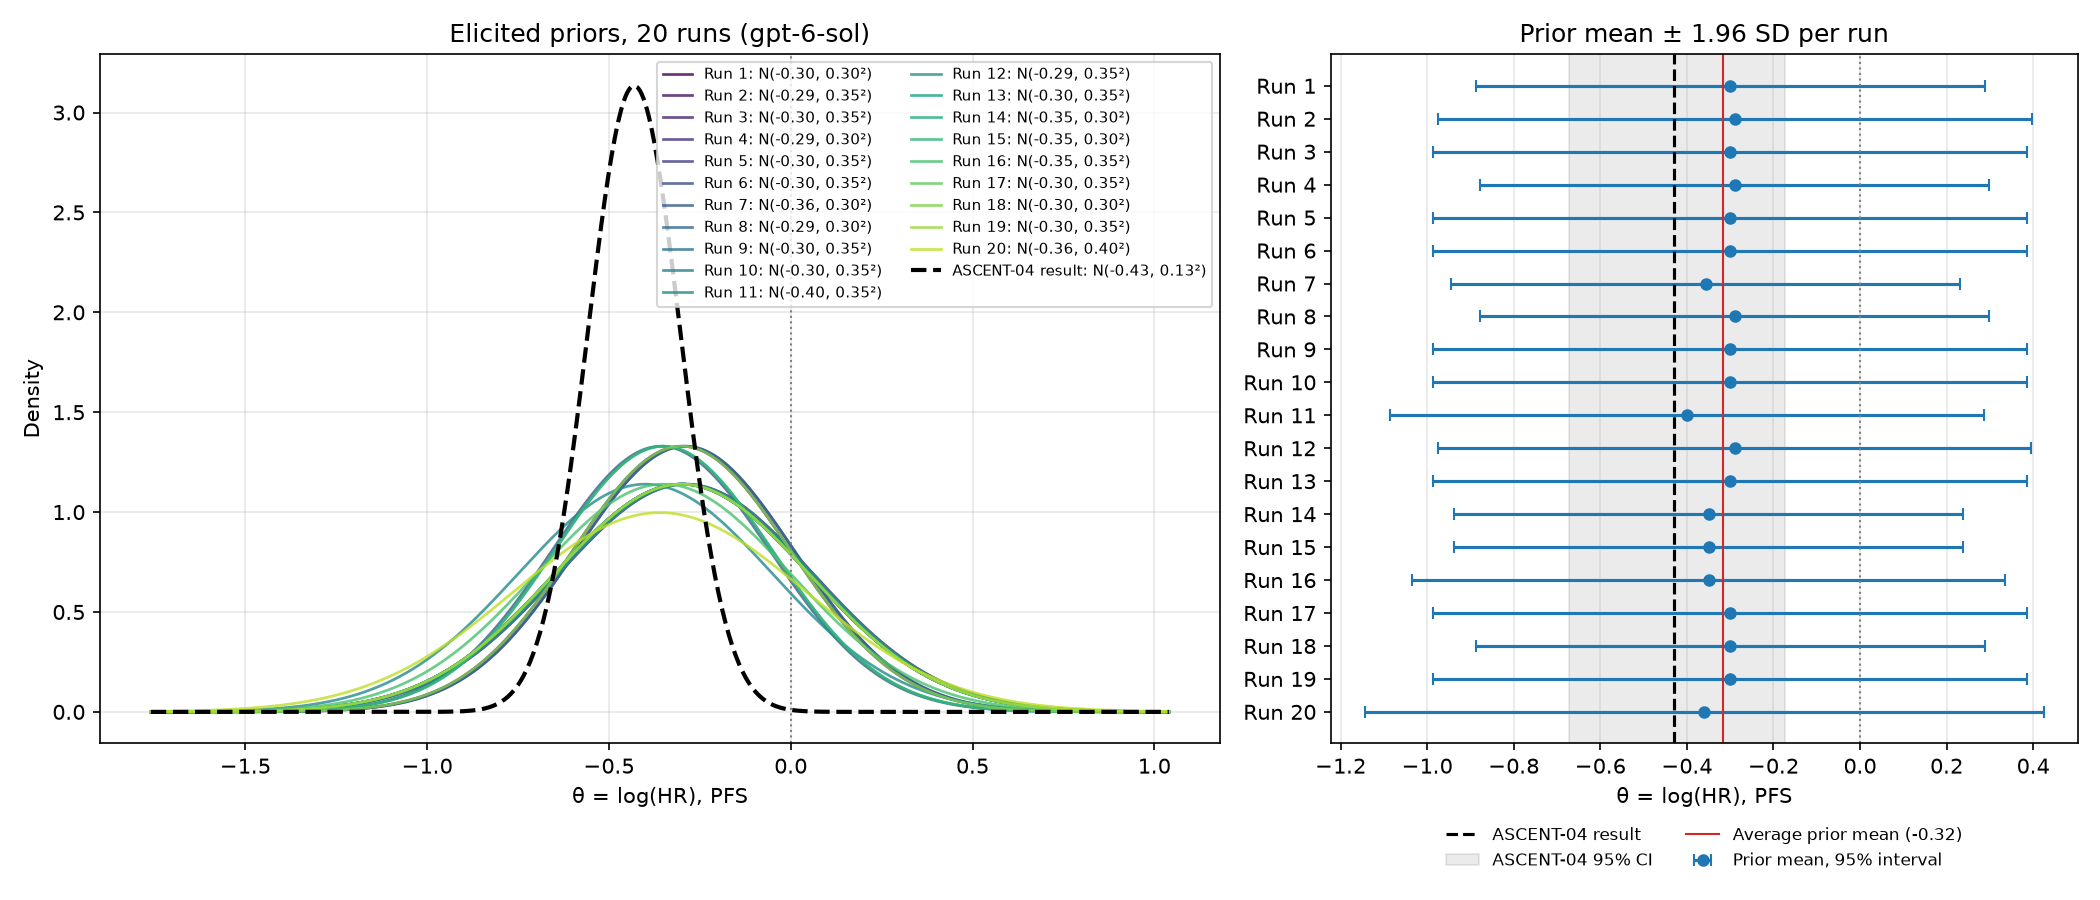 Elicited priors, 20 runs (gpt-6-sol)
Run 1: N(-0.30, 0.30²)
Run 2: N(-0.29, 0.35²)
Run 3: N(-0.30, 0.35²)
Run 4: N(-0.29, 0.30²)
Run 5: N(-0.30, 0.35²)
Run 6: N(-0.30, 0.35²)
Run 7: N(-0.36, 0.30²)
Run 8: N(-0.29, 0.30²)
Run 9: N(-0.30, 0.35²)
Run 10: N(-0.30, 0.35²)
Run 11: N(-0.40, 0.35²)
Run 12: N(-0.29, 0.35²)
Run 13: N(-0.30, 0.35²)
Run 14: N(-0.35, 0.30²)
Run 15: N(-0.35, 0.30²)
Run 16: N(-0.35, 0.35²)
Run 17: N(-0.30, 0.35²)
Run 18: N(-0.30, 0.30²)
Run 19: N(-0.30, 0.35²)
Run 20: N(-0.36, 0.40²)
ASCENT-04 result: N(-0.43, 0.13²)
Density
3.0
2.5
2.0
1.5
1.0
0.5
0.0
−1.5 −1.0 −0.5 0.0 0.5 1.0
θ = log(HR), PFS
Prior mean ± 1.96 SD per run
Run 1
Run 2
Run 3
Run 4
Run 5
Run 6
Run 7
Run 8
Run 9
Run 10
Run 11
Run 12
Run 13
Run 14
Run 15
Run 16
Run 17
Run 18
Run 19
Run 20
−1.2 −1.0 −0.8 −0.6 −0.4 −0.2 0.0 0.2 0.4
θ = log(HR), PFS
ASCENT-04 result
ASCENT-04 95% CI
Average prior mean (-0.32)
Prior mean, 95% interval